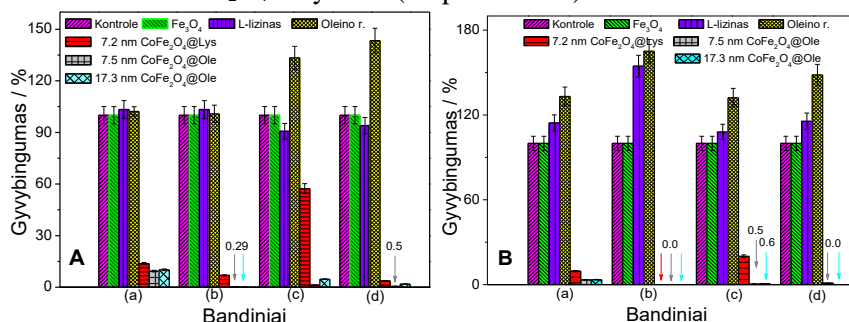 Kontrole Fe₃O₄ L-lizinas Oleino r.
7.2 nm CoFe₂O₄@Lys
7.5 nm CoFe₂O₄@Ole
17.3 nm CoFe₂O₄@Ole
Gyvybingumas / %
150
120
90
60
30
0
0.29
0.5
A
(a) (b) (c) (d)
Bandiniai
Kontrole Fe₃O₄ L-lizinas Oleino r.
7.2 nm CoFe₂O₄@Lys 7.5 nm CoFe₂O₄@Ole
17.3 nm CoFe₂O₄@Ole
Gyvybingumas / %
180
120
60
0
0.0
0.5
0.6
0.0
B
(a) (b) (c) (d)
Bandiniai